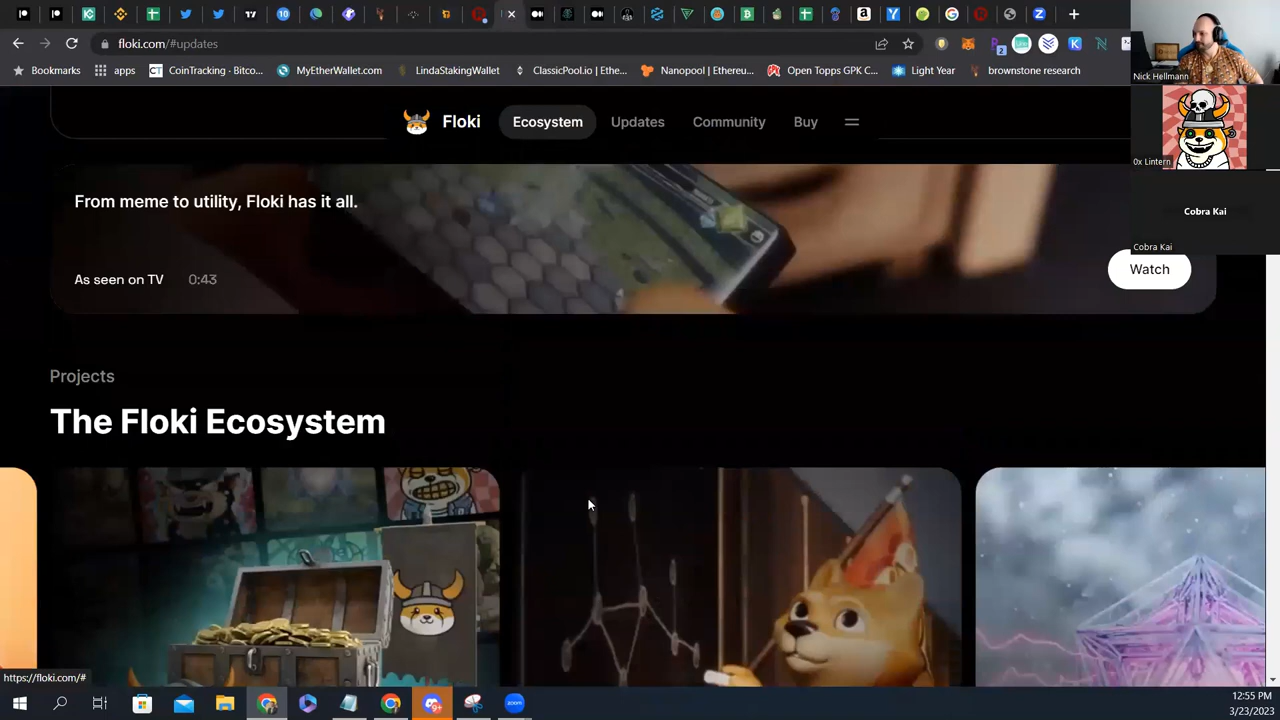 floki.com/#updates
2
Bookmarks
apps
CoinTracking - Bitco...
MyEtherWallet.com
LindaStakingWallet
ClassicPool.io | Ethe...
Nanopool | Ethereu...
Open Topps GPK C...
Light Year
brownstone research
Nick Hellmann
0x Lintern
Cobra Kai
Cobra Kai
Floki
Ecosystem
Updates
Community
Buy
From meme to utility, Floki has it all.
As seen on TV
0:43
Watch
Projects
The Floki Ecosystem
https://floki.com/#
12:55 PM
3/23/2023